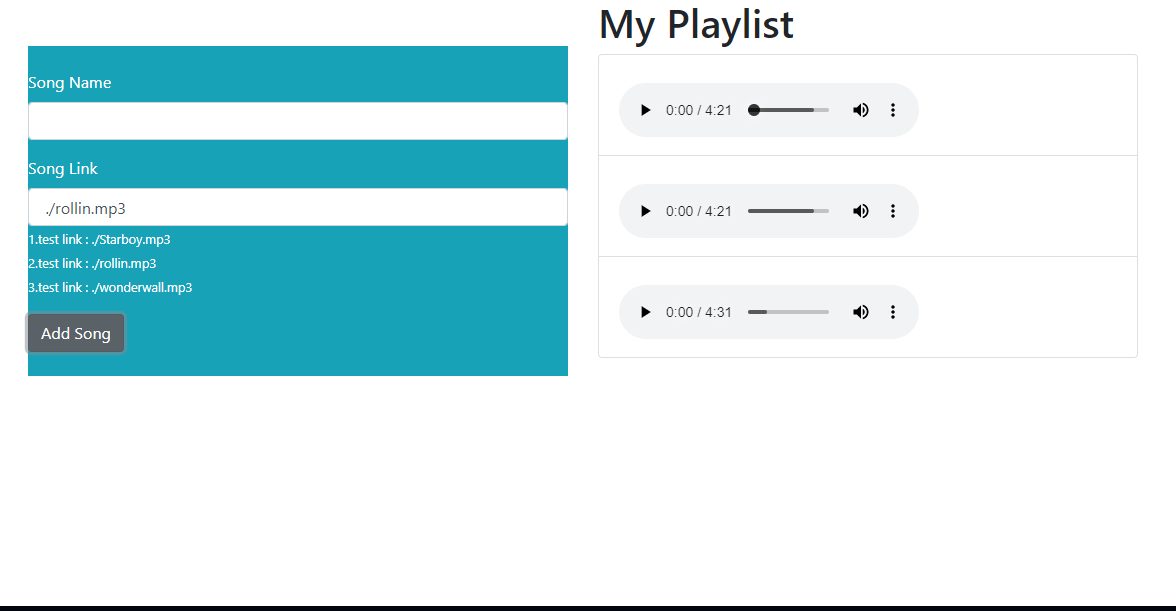 My Playlist
Song Name
Song Link
./rollin.mp3
1.test link : ./Starboy.mp3
2.test link : ./rollin.mp3
3.test link : ./wonderwall.mp3
Add Song
0:00 / 4:21
0:00 / 4:21
0:00 / 4:31